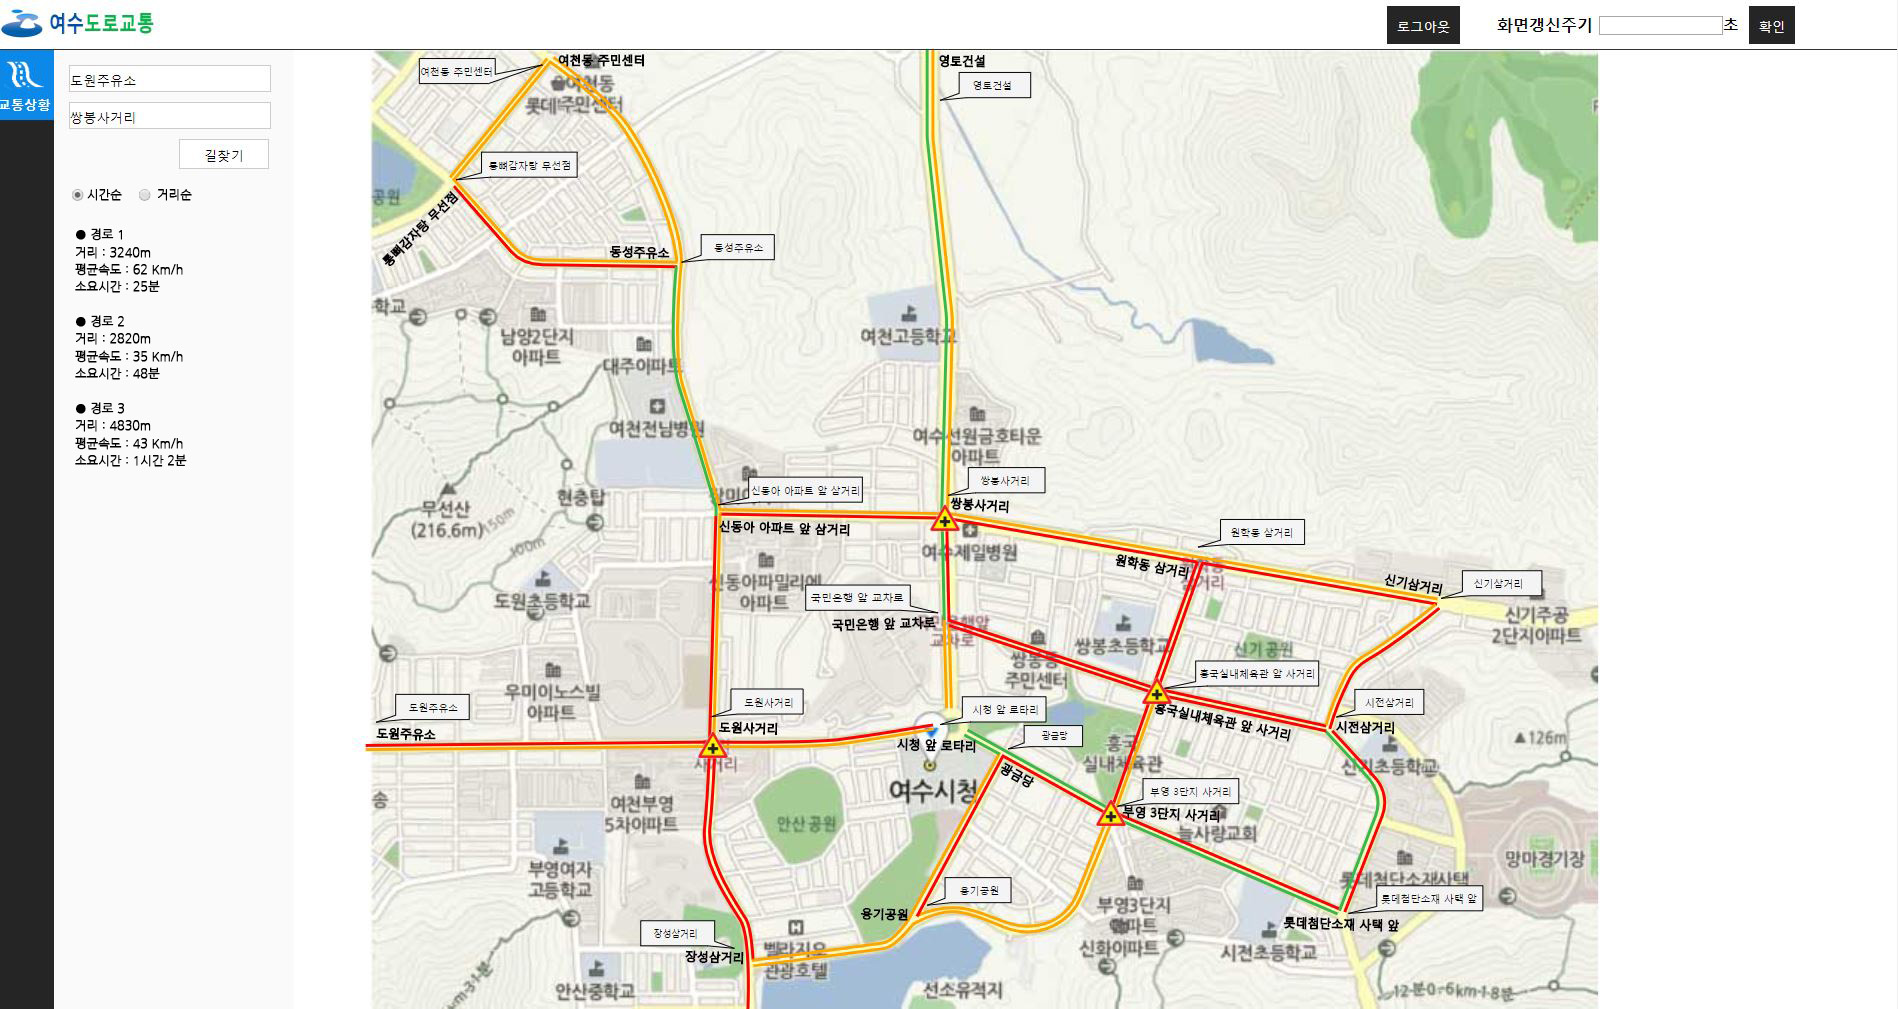 여수도로교통
로그아웃
화면갱신주기
초
확인
교통상황
도원주유소
쌍봉사거리
길찾기
시간순
거리순
● 경로 1
거리 : 3240m
평균속도 : 62 Km/h
소요시간 : 25분
● 경로 2
거리 : 2820m
평균속도 : 35 Km/h
소요시간 : 48분
● 경로 3
거리 : 4830m
평균속도 : 43 Km/h
소요시간 : 1시간 2분
여천동 주민센터
여천동 주민센터
영토건설
영토건설
통뼈감자탕 무선점
통뼈감자탕 무선점
공원
동성주유소
동성주유소
학교
남양2단지
아파트
대주아파트
여천고등학교
여천전남병원
여수선원금호타운
아파트
무선산
(216.6m)
150m
100m
현충탑
신동아 아파트 앞 삼거리
신동아 아파트 앞 삼거리
쌍봉사거리
쌍봉사거리
여수제일병원
원학동 삼거리
원학동 삼거리
신기삼거리
신기삼거리
신기주공
2단지아파트
도원초등학교
신동아파밀리에
아파트
국민은행 앞 교차로
국민은행 앞 교차로
교차로
쌍봉동
주민센터
쌍봉초등학교
신기공원
흥국실내체육관 앞 사거리
흥국실내체육관 앞 사거리
우미이노스빌
아파트
도원주유소
도원주유소
도원사거리
도원사거리
사거리
시청 앞 로타리
시청 앞 로타리
광금당
광금당
시전삼거리
시전삼거리
흥국
실내체육관
신기초등학교
126m
여수시청
여천부영
5차아파트
안산공원
부영 3단지 사거리
부영 3단지 사거리
늘사랑교회
부영여자
고등학교
망마경기장
롯데첨단소재사택
롯데첨단소재 사택 앞
롯데첨단소재 사택 앞
용기공원
용기공원
부영3단지
아파트
신화아파트
시전초등학교
장성삼거리
장성삼거리
벨라지오
관광호텔
안산중학교
선소유적지